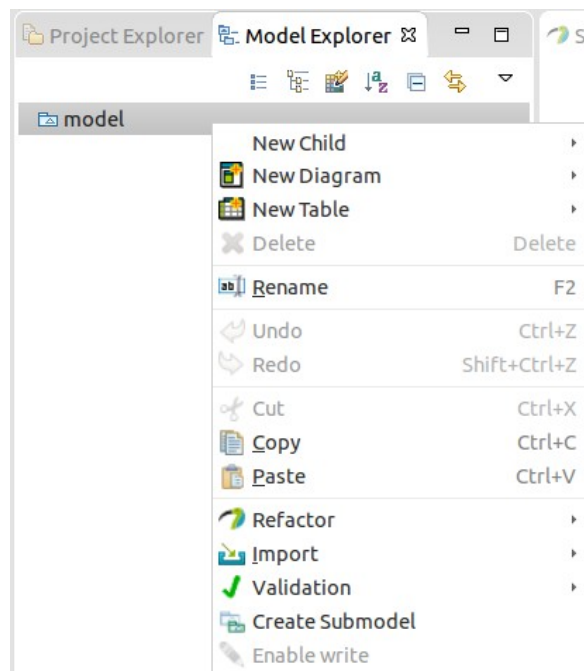 Project Explorer Model Explorer S
model
New Child
New Diagram
New Table
Delete Delete
Rename F2
Undo Ctrl+Z
Redo Shift+Ctrl+Z
Cut Ctrl+X
Copy Ctrl+C
Paste Ctrl+V
Refactor
Import
Validation
Create Submodel
Enable write